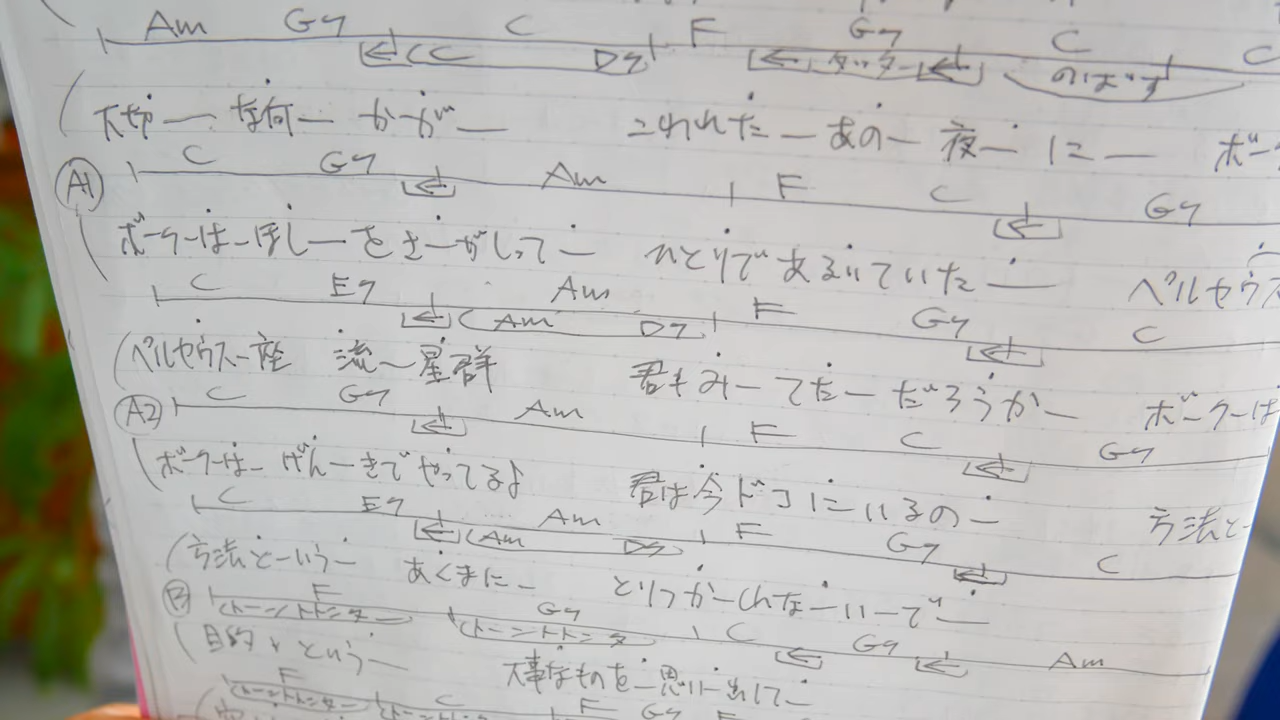 Am G7 C F G7 C C
← (C D7 ← タッター ← のばす
大切ー な何ー かがー こわれたーあのー夜ーにー ボー
A1 C G7 ← Am F C ← G7
ボークーはーほしーをさーがしってー ひとりであるいていたー ペルセウス
C E7 ← Am F G7 ← C
(Am D7
ペルセウスー座 流ー星群 君もみーてたーだろうかー ボークーは
A2 C G7 ← Am F C ← G7
ボークーはー げんーきでやってるよ 君は今ドコにいるのー 方法とー
C E7 ← Am F G7 ← C
(Am D7
方法とーいうー あくまにー とりつかーれなーいーでー
B F G7 C ← G7 ← Am
(トーントトンター (トーントトンター
目的というー 大事なものをー思い出してー
F C F G7 F
(トーントトンター (トーントトンター